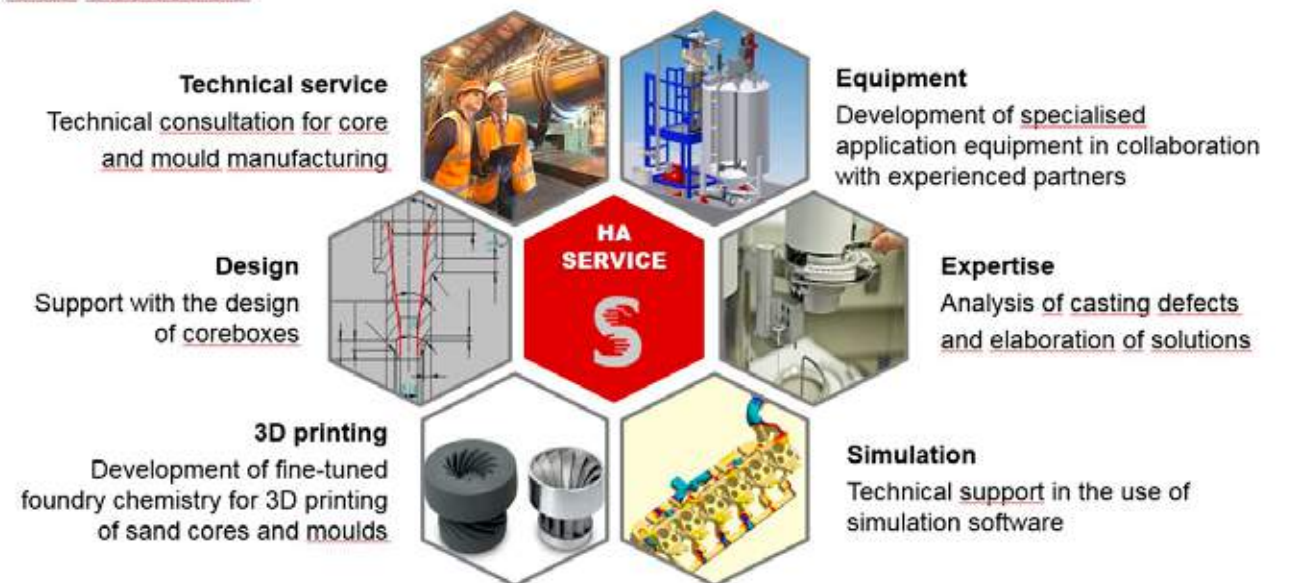 Technical service
Technical consultation for core
and mould manufacturing
Equipment
Development of specialised
application equipment in collaboration
with experienced partners
HA
SERVICE
S
Design
Support with the design
of coreboxes
Expertise
Analysis of casting defects
and elaboration of solutions
3D printing
Development of fine-tuned
foundry chemistry for 3D printing
of sand cores and moulds
Simulation
Technical support in the use of
simulation software